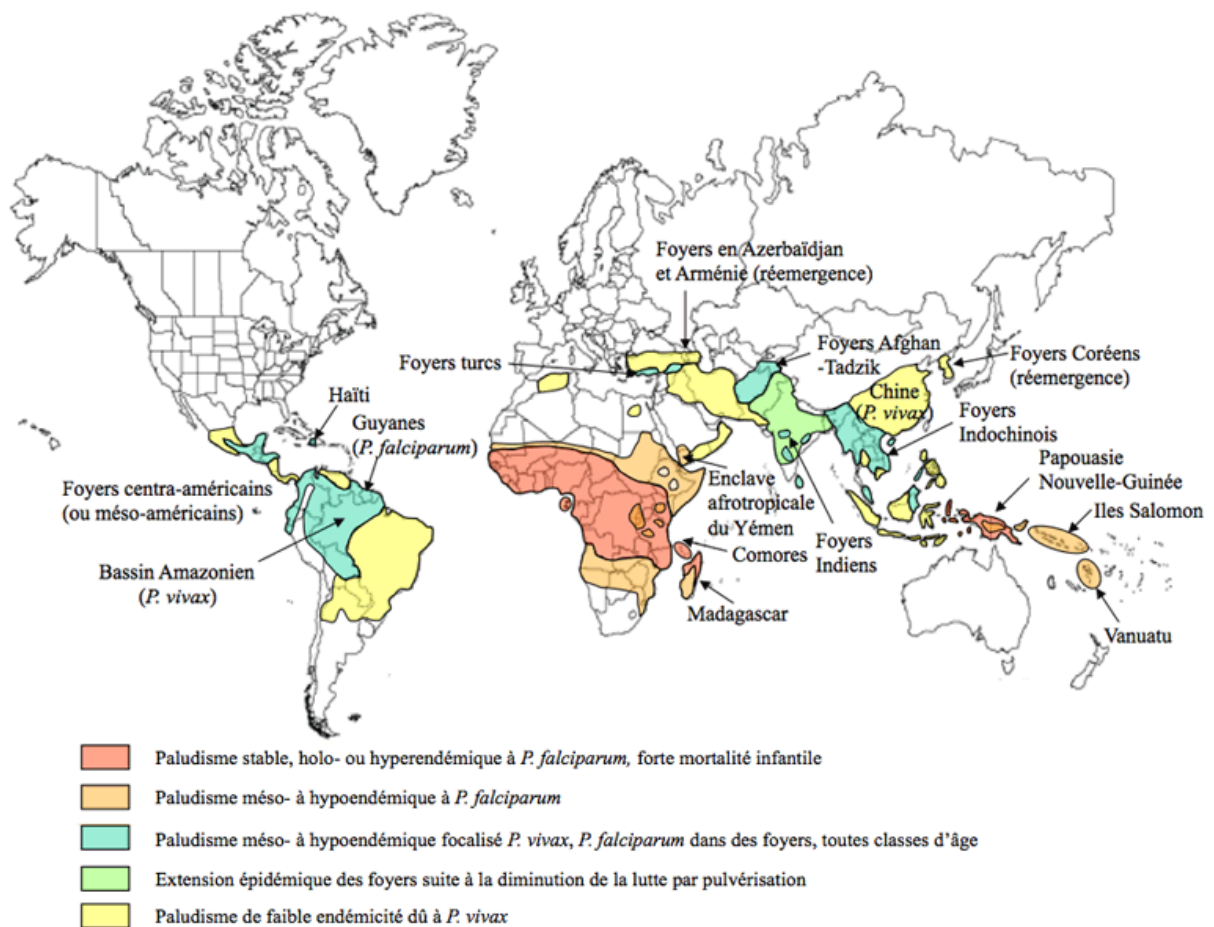 Foyers en Azerbaïdjan
et Arménie (réemergence)
Foyers turcs
Foyers Afghan
-Tadzik
Foyers Coréens
(réemergence)
Chine
(P. vivax)
Haïti
Guyanes
(P. falciparum)
Foyers
Indochinois
Papouasie
Nouvelle-Guinée
Foyers centra-américains
(ou méso-américains)
Enclave
afrotropicale
du Yémen
Iles Salomon
Bassin Amazonien
(P. vivax)
Comores
Foyers
Indiens
Madagascar
Vanuatu
Paludisme stable, holo- ou hyperendémique à P. falciparum, forte mortalité infantile
Paludisme méso- à hypoendémique à P. falciparum
Paludisme méso- à hypoendémique focalisé P. vivax, P. falciparum dans des foyers, toutes classes d'âge
Extension épidémique des foyers suite à la diminution de la lutte par pulvérisation
Paludisme de faible endémicité dû à P. vivax